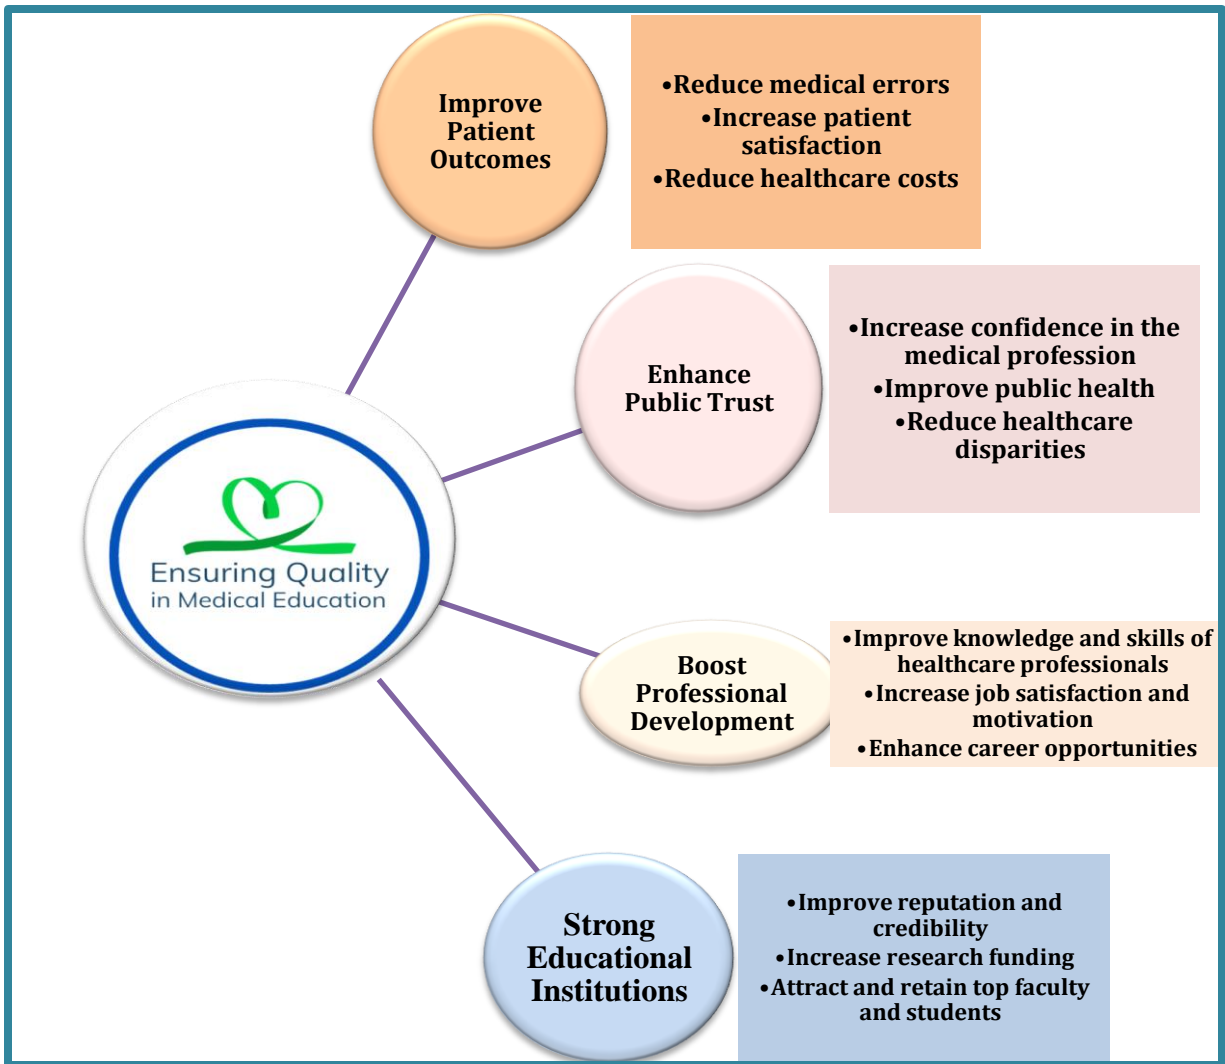 Improve
Patient
Outcomes
•Reduce medical errors
•Increase patient
satisfaction
•Reduce healthcare costs
Enhance
Public Trust
•Increase confidence in the
medical profession
•Improve public health
•Reduce healthcare
disparities
Ensuring Quality
in Medical Education
Boost
Professional
Development
•Improve knowledge and skills of
healthcare professionals
•Increase job satisfaction and
motivation
•Enhance career opportunities
Strong
Educational
Institutions
•Improve reputation and
credibility
•Increase research funding
•Attract and retain top faculty
and students